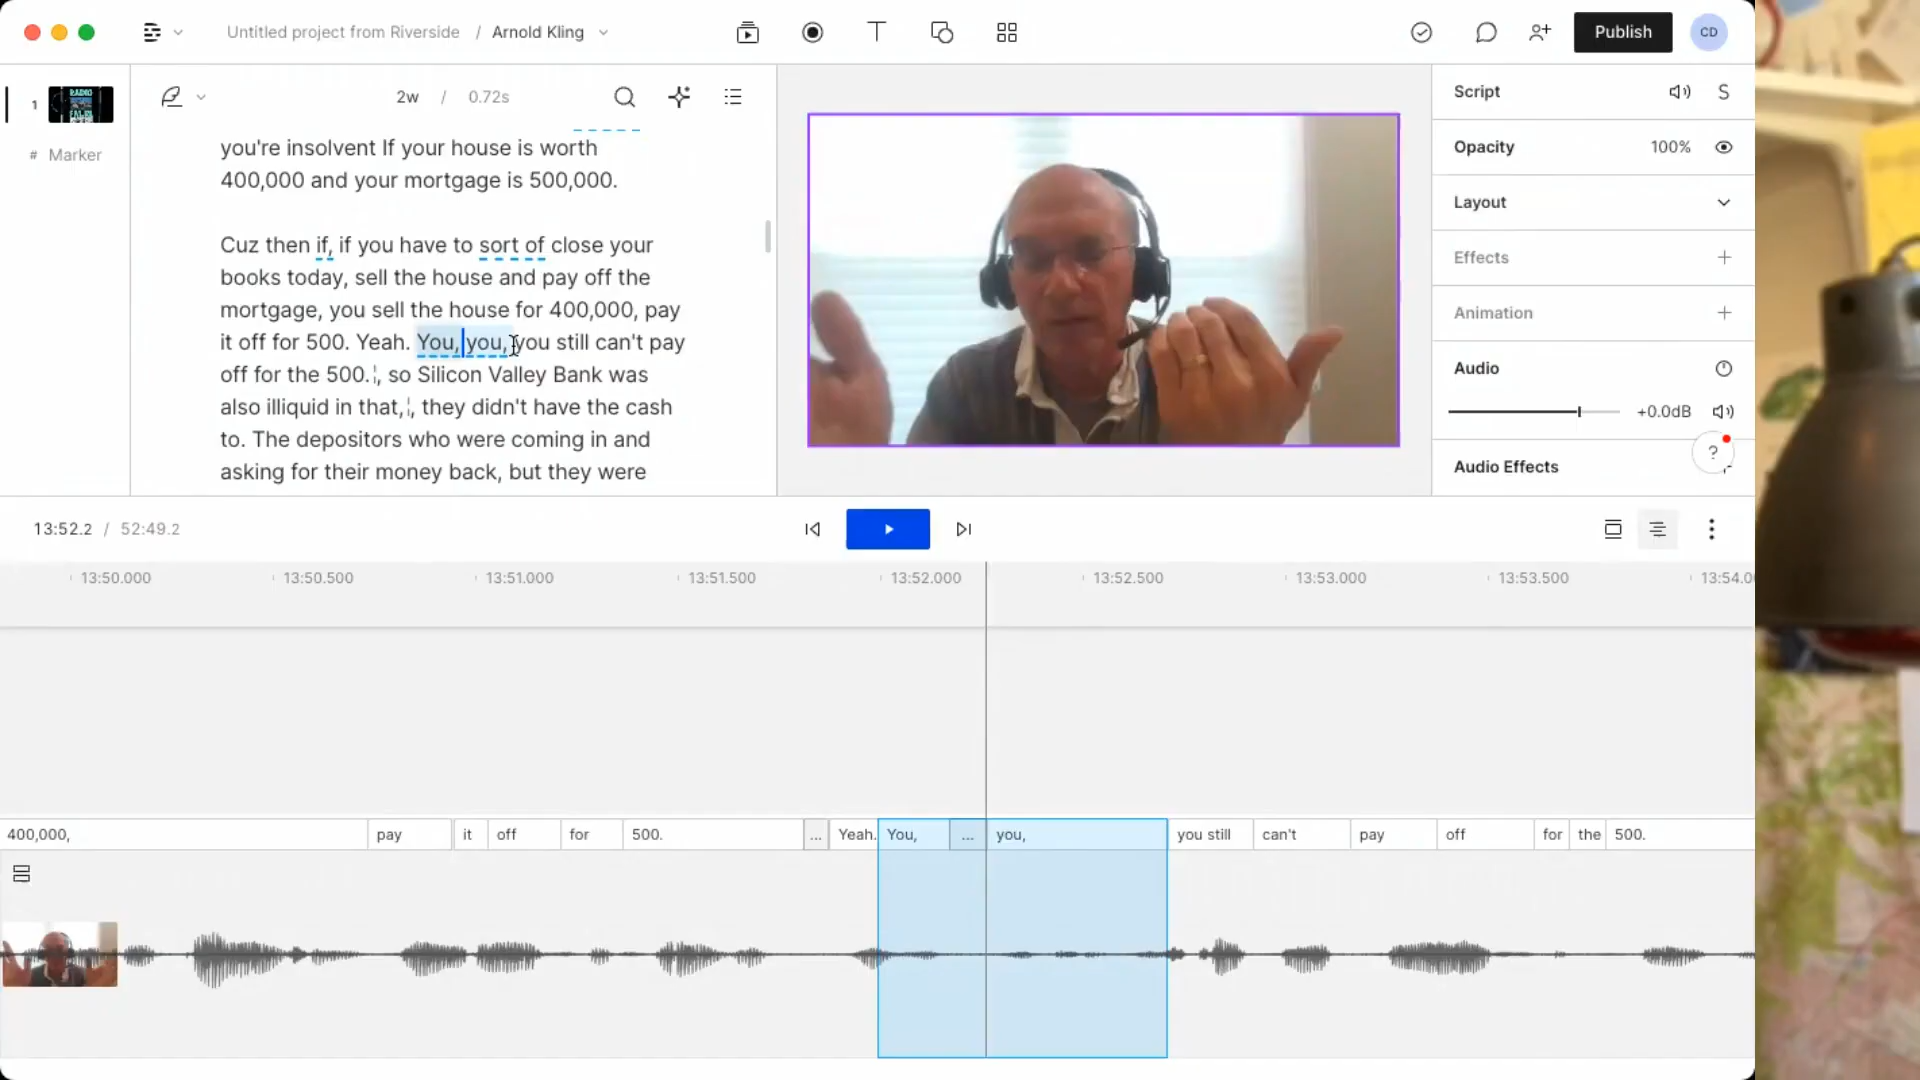 Untitled project from Riverside / Arnold Kling
Publish
CD
1
# Marker
2w / 0.72s
you're insolvent If your house is worth
400,000 and your mortgage is 500,000.
Cuz then if, if you have to sort of close your
books today, sell the house and pay off the
mortgage, you sell the house for 400,000, pay
it off for 500. Yeah. You, you, you still can't pay
off for the 500.¦, so Silicon Valley Bank was
also illiquid in that,¦, they didn't have the cash
to. The depositors who were coming in and
asking for their money back, but they were
Script S
Opacity 100%
Layout
Effects
Animation
Audio
+0.0dB
?
Audio Effects
13:52.2 / 52:49.2
13:50.000 13:50.500 13:51.000 13:51.500 13:52.000 13:52.500 13:53.000 13:53.500 13:54.0
400,000, pay it off for 500. ... Yeah. You, ... you, you still can't pay off for the 500.